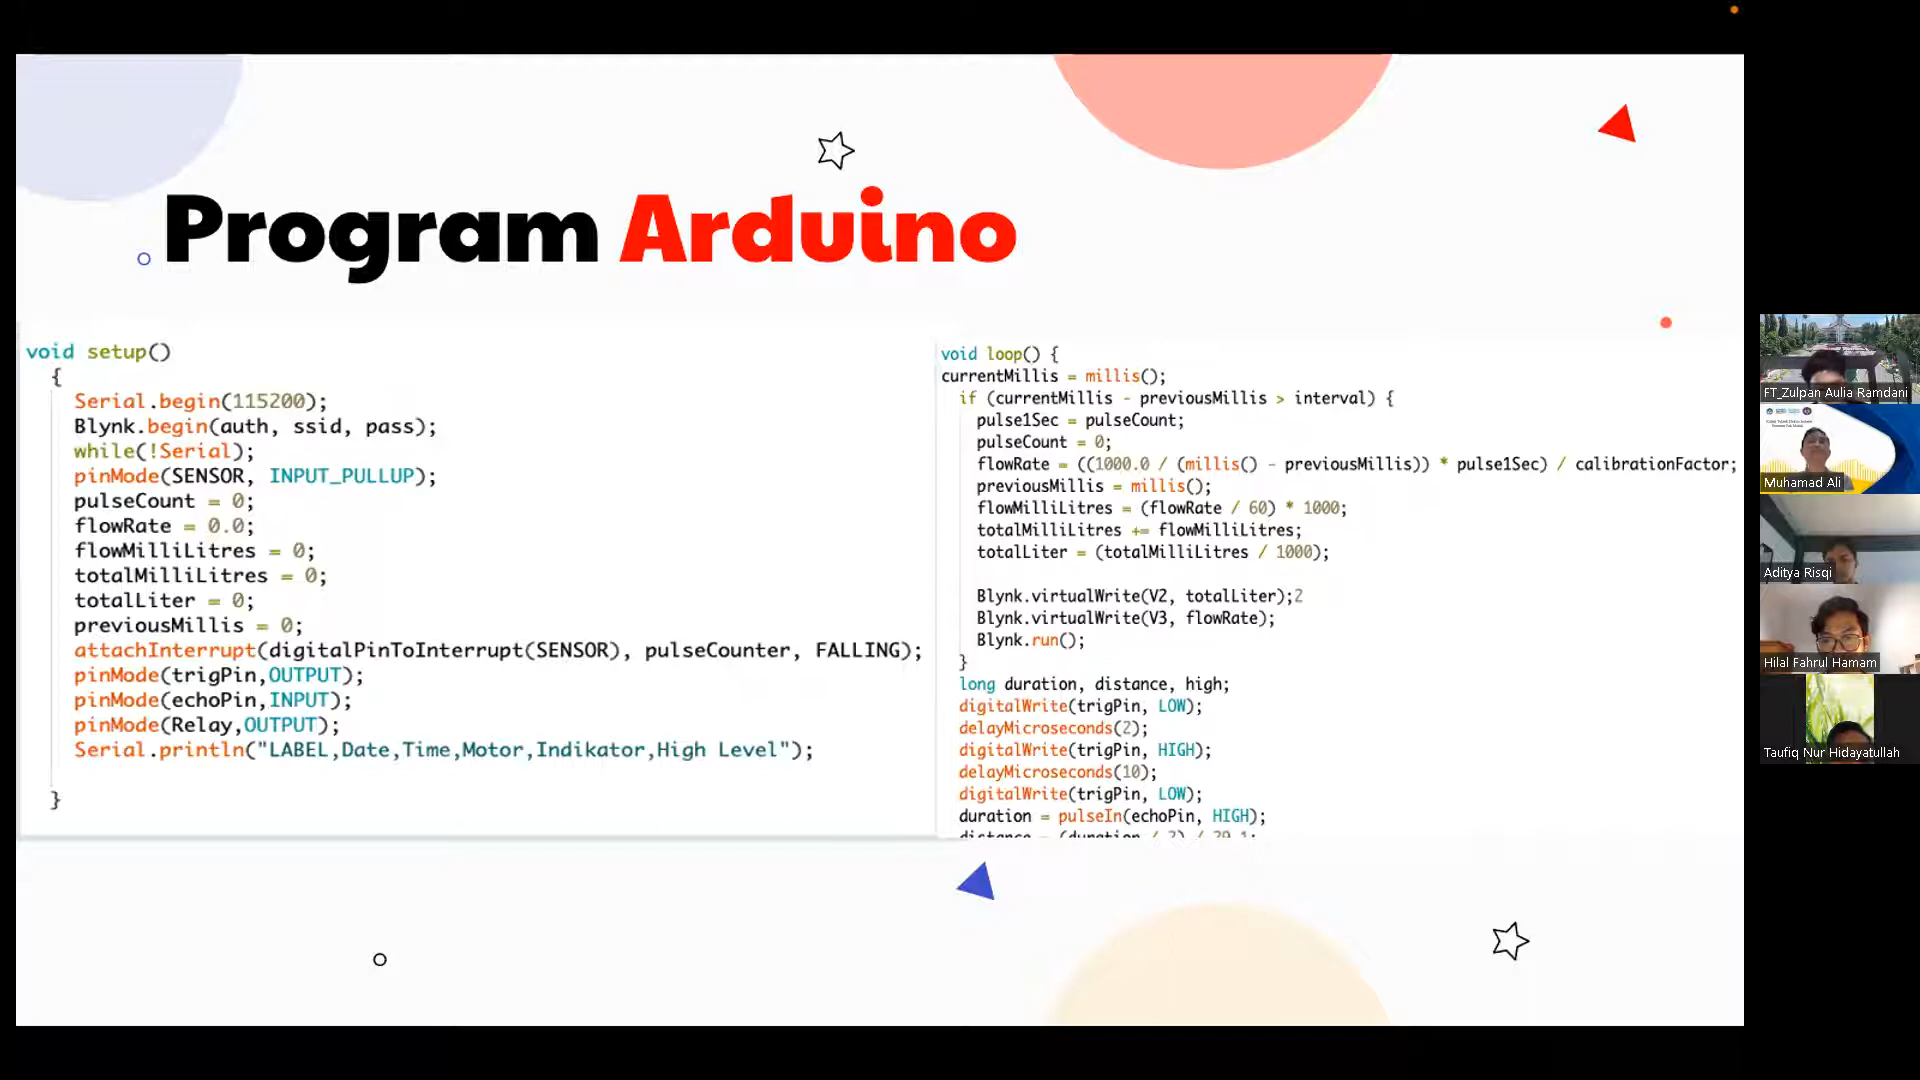 Program Arduino
void setup()
{
Serial.begin(115200);
Blynk.begin(auth, ssid, pass);
while(!Serial);
pinMode(SENSOR, INPUT_PULLUP);
pulseCount = 0;
flowRate = 0.0;
flowMilliLitres = 0;
totalMilliLitres = 0;
totalLiter = 0;
previousMillis = 0;
attachInterrupt(digitalPinToInterrupt(SENSOR), pulseCounter, FALLING);
pinMode(trigPin,OUTPUT);
pinMode(echoPin,INPUT);
pinMode(Relay,OUTPUT);
Serial.println("LABEL,Date,Time,Motor,Indikator,High Level");
}
void loop() {
currentMillis = millis();
if (currentMillis - previousMillis > interval) {
pulse1Sec = pulseCount;
pulseCount = 0;
flowRate = ((1000.0 / (millis() - previousMillis)) * pulse1Sec) / calibrationFactor;
previousMillis = millis();
flowMilliLitres = (flowRate / 60) * 1000;
totalMilliLitres += flowMilliLitres;
totalLiter = (totalMilliLitres / 1000);
Blynk.virtualWrite(V2, totalLiter);2
Blynk.virtualWrite(V3, flowRate);
Blynk.run();
}
long duration, distance, high;
digitalWrite(trigPin, LOW);
delayMicroseconds(2);
digitalWrite(trigPin, HIGH);
delayMicroseconds(10);
digitalWrite(trigPin, LOW);
duration = pulseIn(echoPin, HIGH);
distance = (duration / 2) / 29.1;
FT_Zulpan Aulia Ramdani
Muhamad Ali
Aditya Risqi
Hilal Fahrul Hamam
Taufiq Nur Hidayatullah